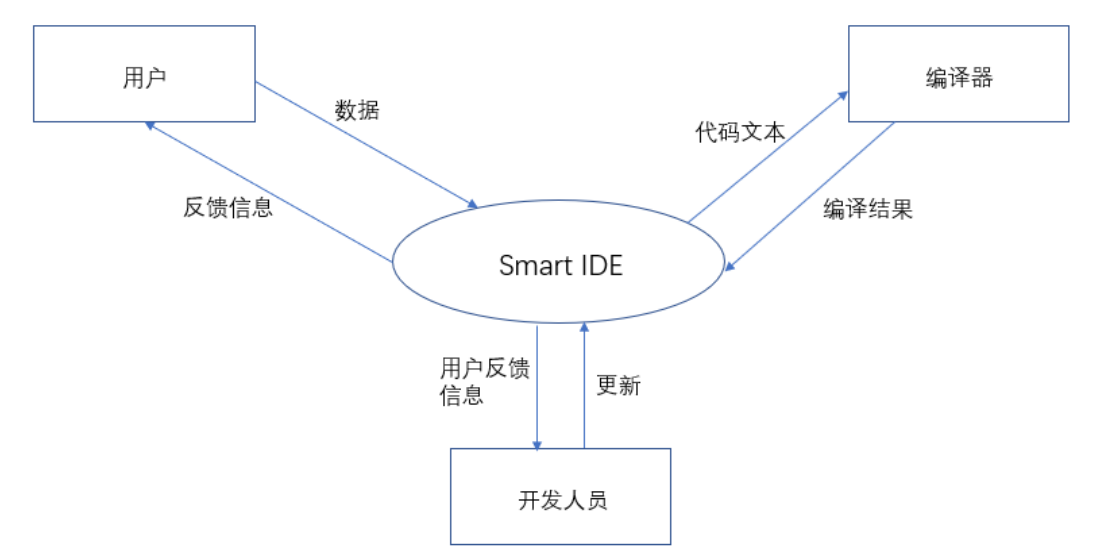 用户
编译器
数据
代码文本
反馈信息
编译结果
Smart IDE
用户反馈
信息
更新
开发人员